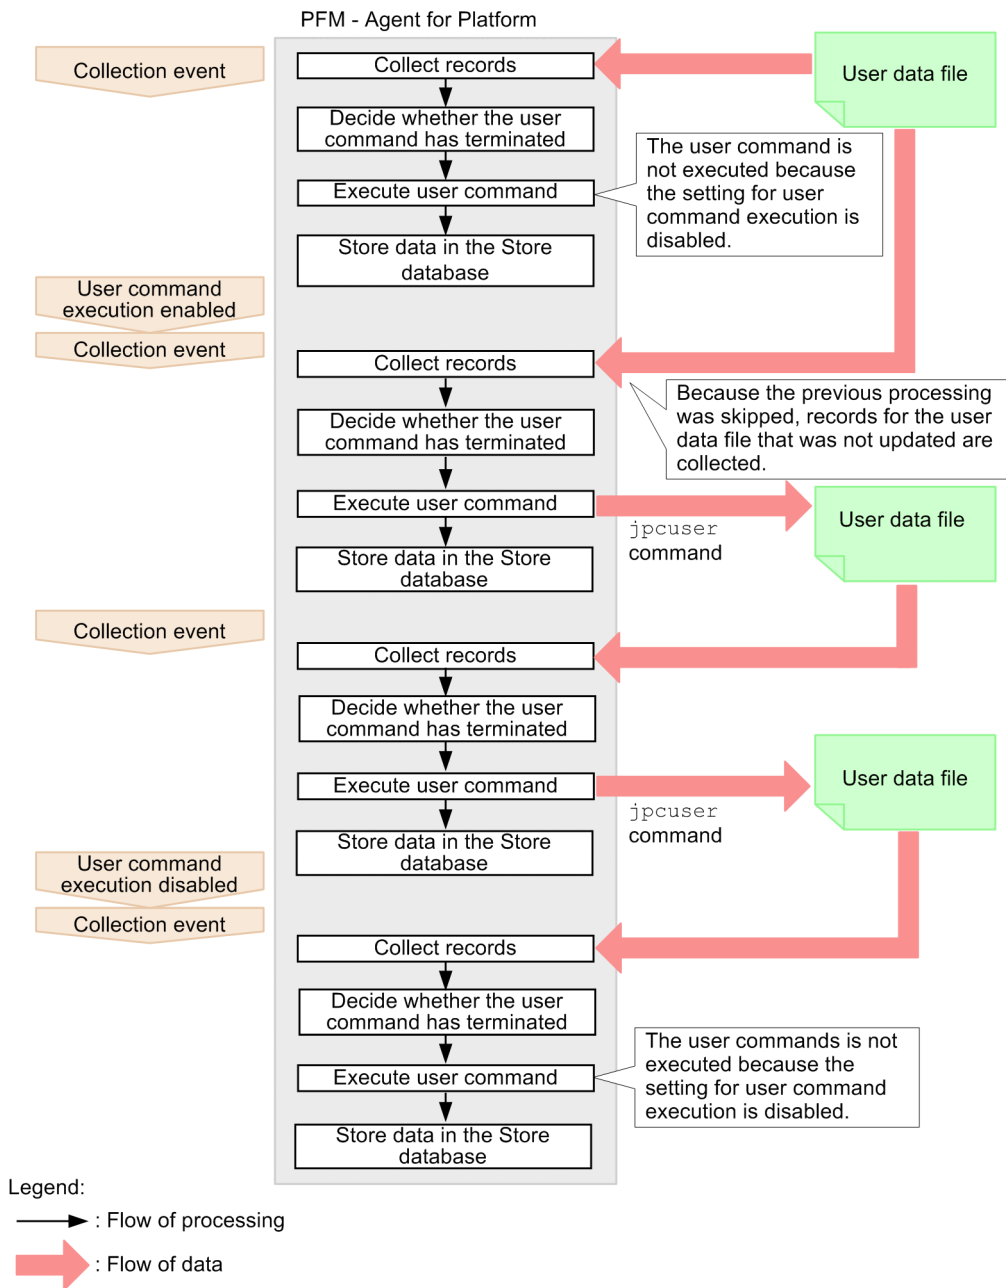 PFM - Agent for Platform
Collection event
Collect records
User data file
Decide whether the user
command has terminated
The user command is
not executed because
the setting for user
command execution is
disabled.
Execute user command
Store data in the Store
database
User command
execution enabled
Collection event
Collect records
Because the previous processing
was skipped, records for the user
data file that was not updated are
collected.
Decide whether the user
command has terminated
Execute user command
jpcuser
command
User data file
Store data in the Store
database
Collection event
Collect records
Decide whether the user
command has terminated
Execute user command
jpcuser
command
User data file
Store data in the Store
database
User command
execution disabled
Collection event
Collect records
Decide whether the user
command has terminated
The user commands is not
executed because the
setting for user command
execution is disabled.
Execute user command
Store data in the Store
database
Legend:
: Flow of processing
: Flow of data